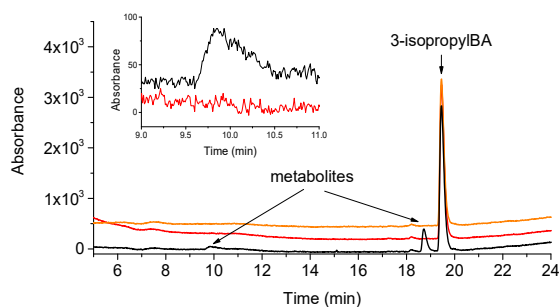 100
50
0
Absorbance
9.0 9.5 10.0 10.5 11.0
Time (min)
3-isopropylBA
metabolites
4x10³
3x10³
2x10³
1x10³
0
Absorbance
6 8 10 12 14 16 18 20 22 24
Time (min)